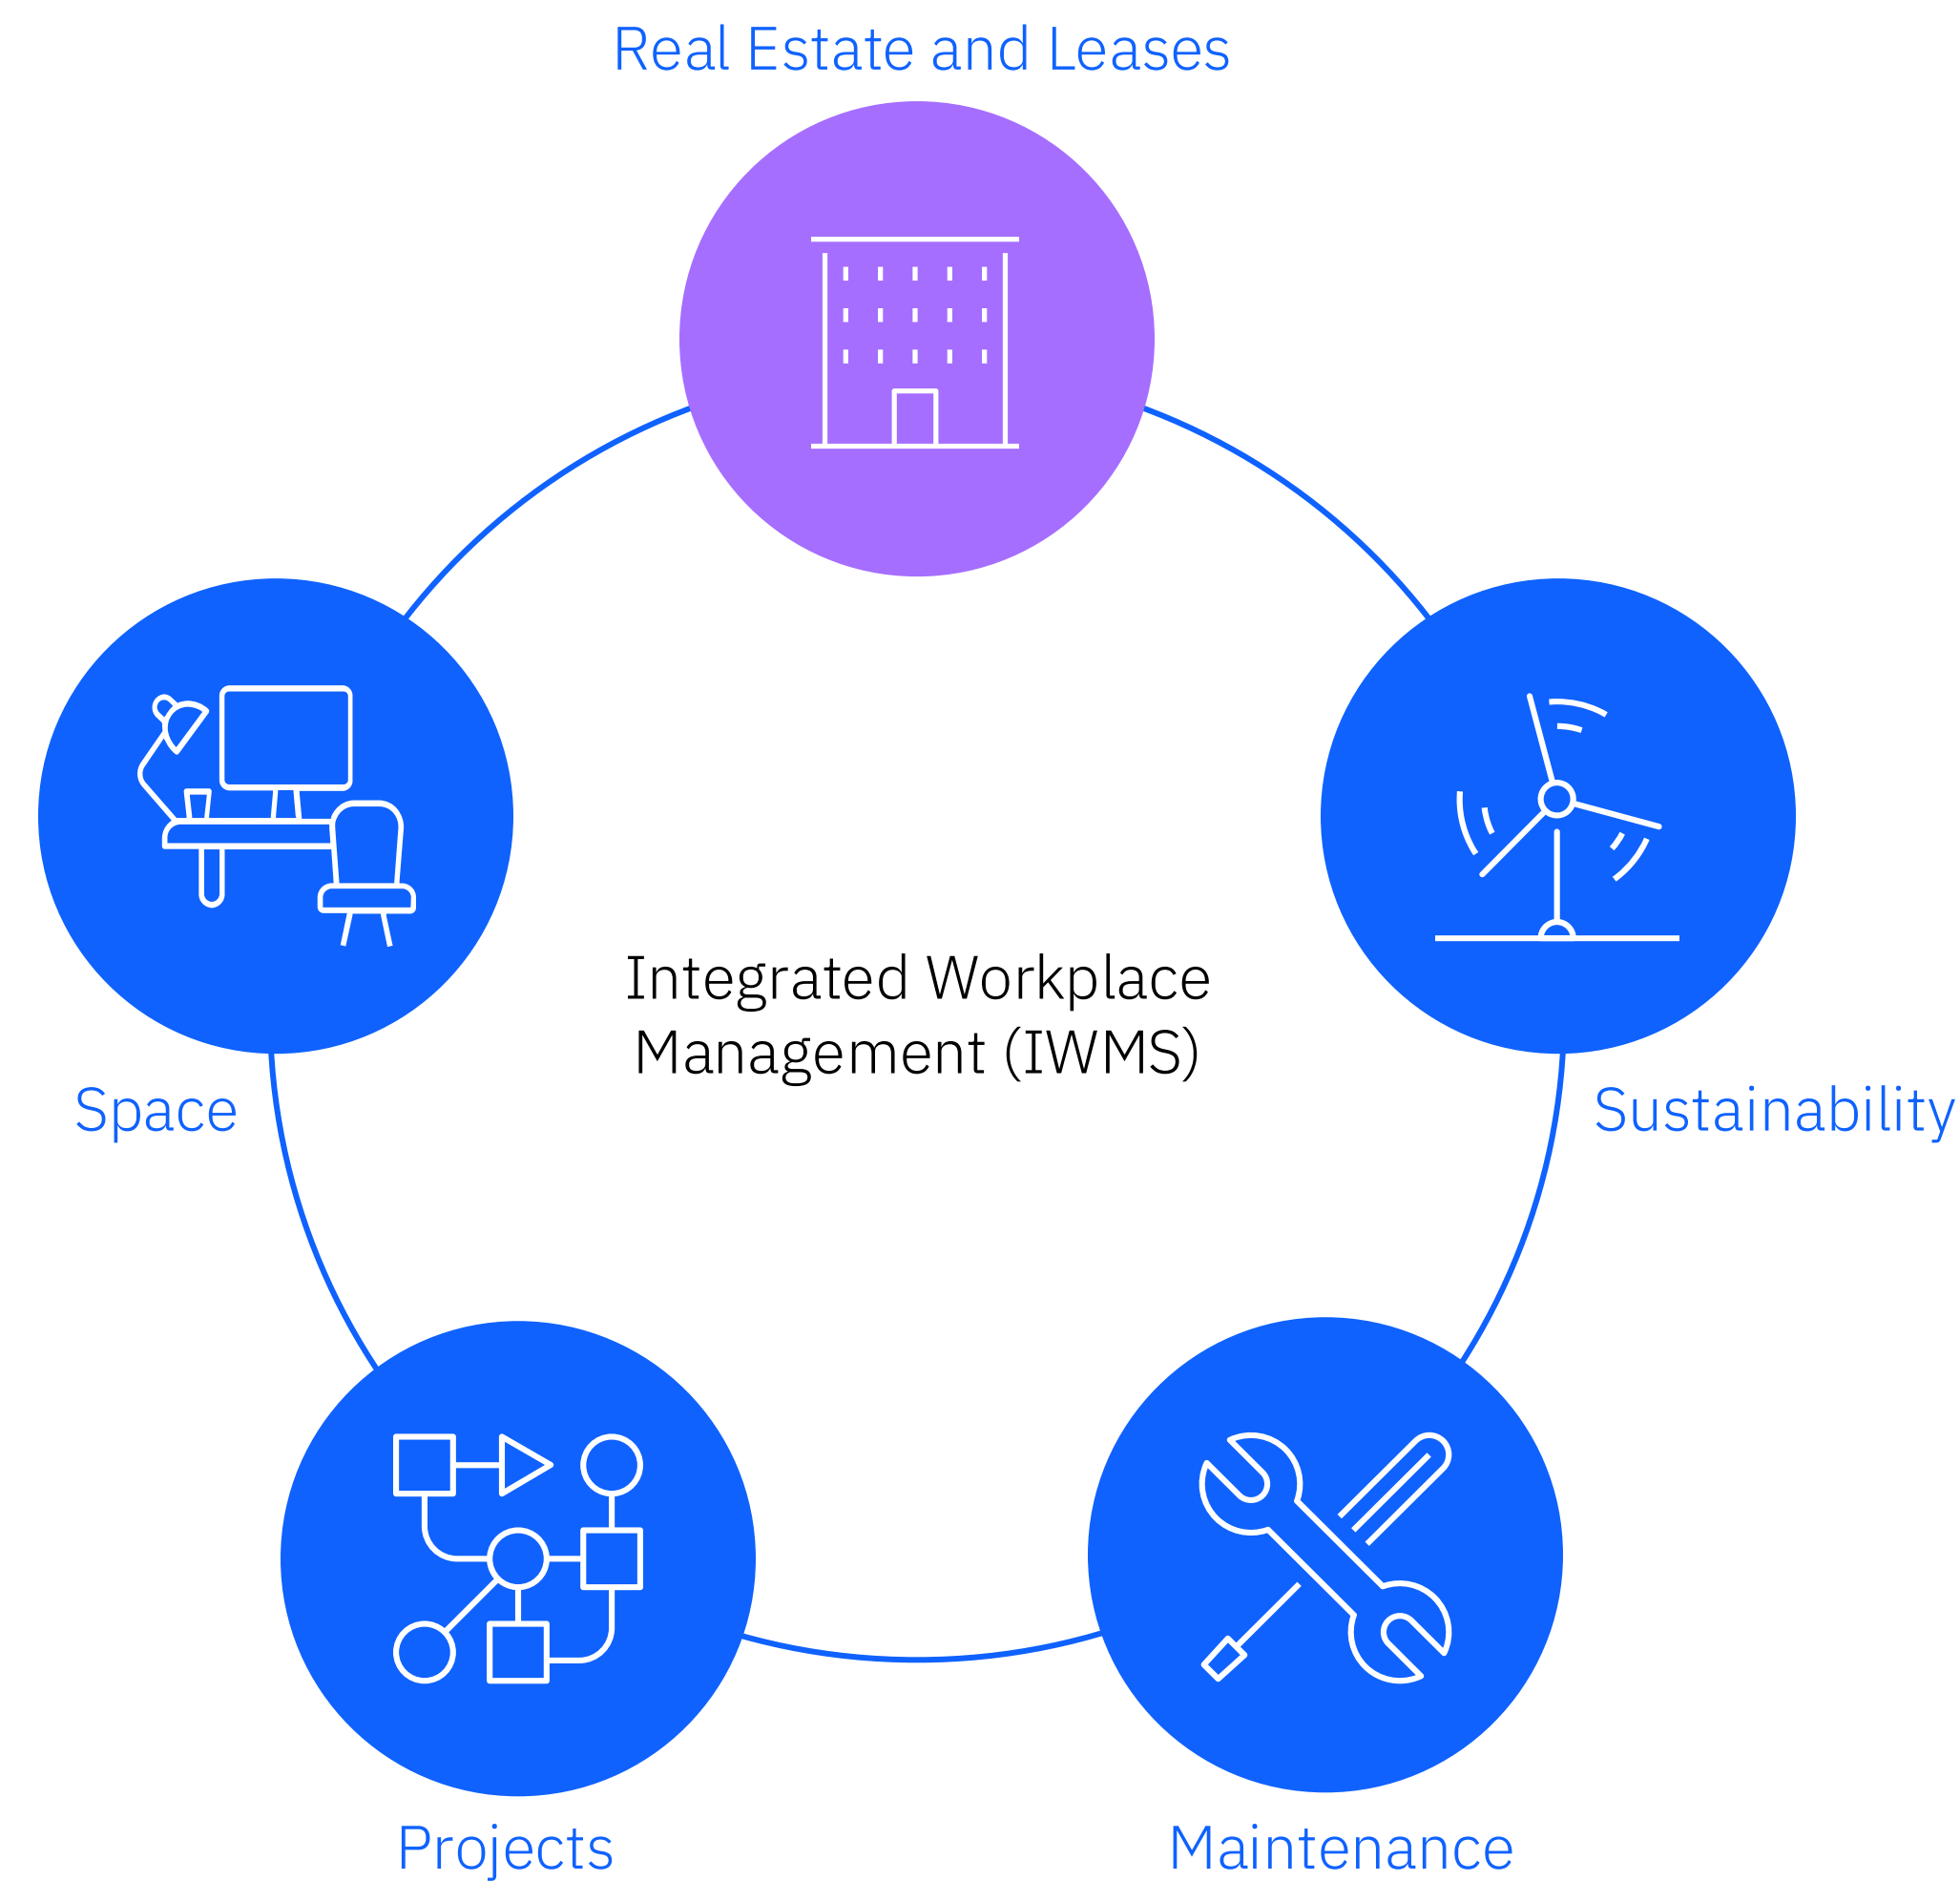 Real Estate and Leases
Integrated Workplace
Management (IWMS)
Space
Sustainability
Projects
Maintenance